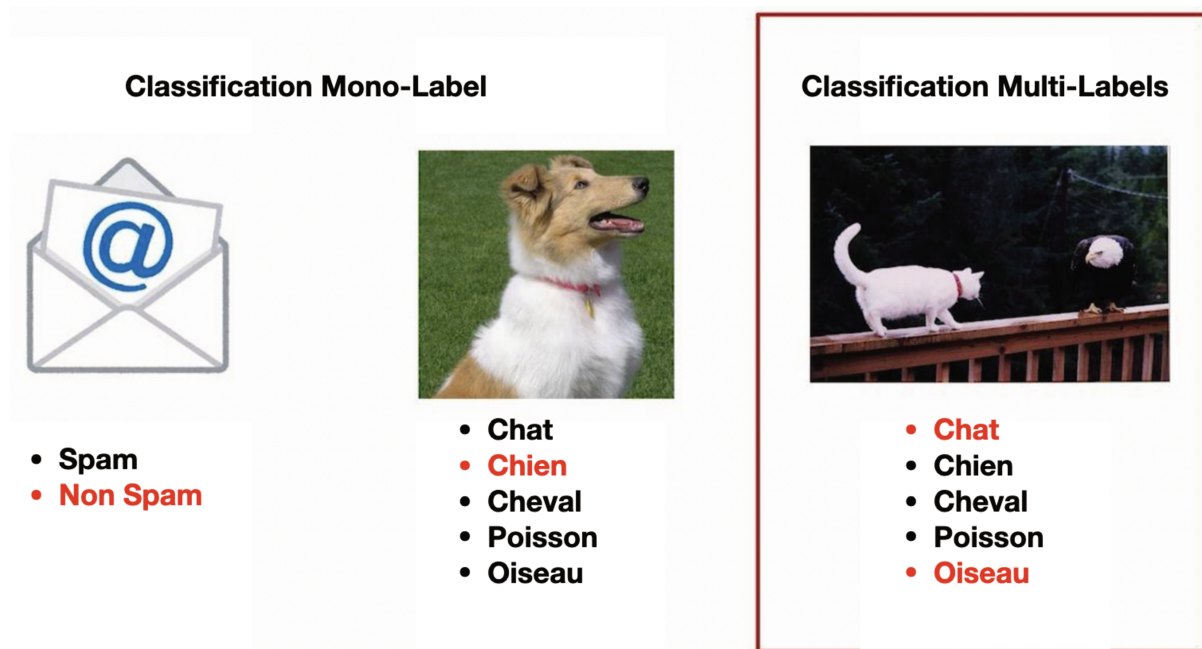 Classification Mono-Label
@
• Spam
• Non Spam
• Chat
• Chien
• Cheval
• Poisson
• Oiseau
Classification Multi-Labels
• Chat
• Chien
• Cheval
• Poisson
• Oiseau